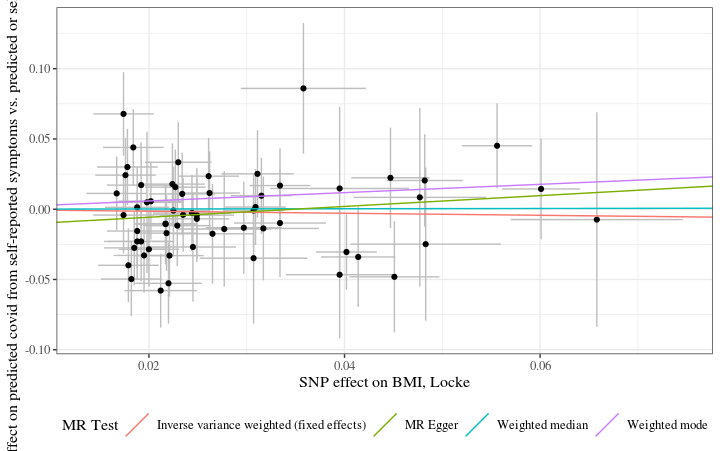 effect on predicted covid from self-reported symptoms vs. predicted or se
0.10
0.05
0.00
-0.05
-0.10
0.02
0.04
0.06
SNP effect on BMI, Locke
MR Test
Inverse variance weighted (fixed effects)
MR Egger
Weighted median
Weighted mode